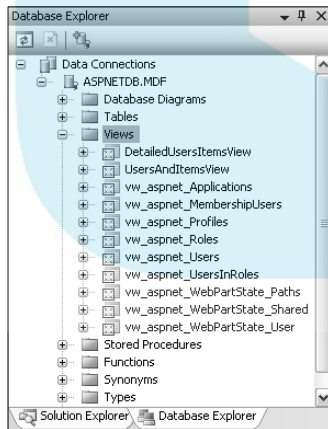 Database Explorer
Data Connections
ASPNETDB.MDF
Database Diagrams
Tables
Views
DetailedUsersItemsView
UsersAndItemsView
vw_aspnet_Applications
vw_aspnet_MembershipUsers
vw_aspnet_Profiles
vw_aspnet_Roles
vw_aspnet_Users
vw_aspnet_UsersInRoles
vw_aspnet_WebPartState_Paths
vw_aspnet_WebPartState_Shared
vw_aspnet_WebPartState_User
Stored Procedures
Functions
Synonyms
Types
Solution Explorer Database Explorer